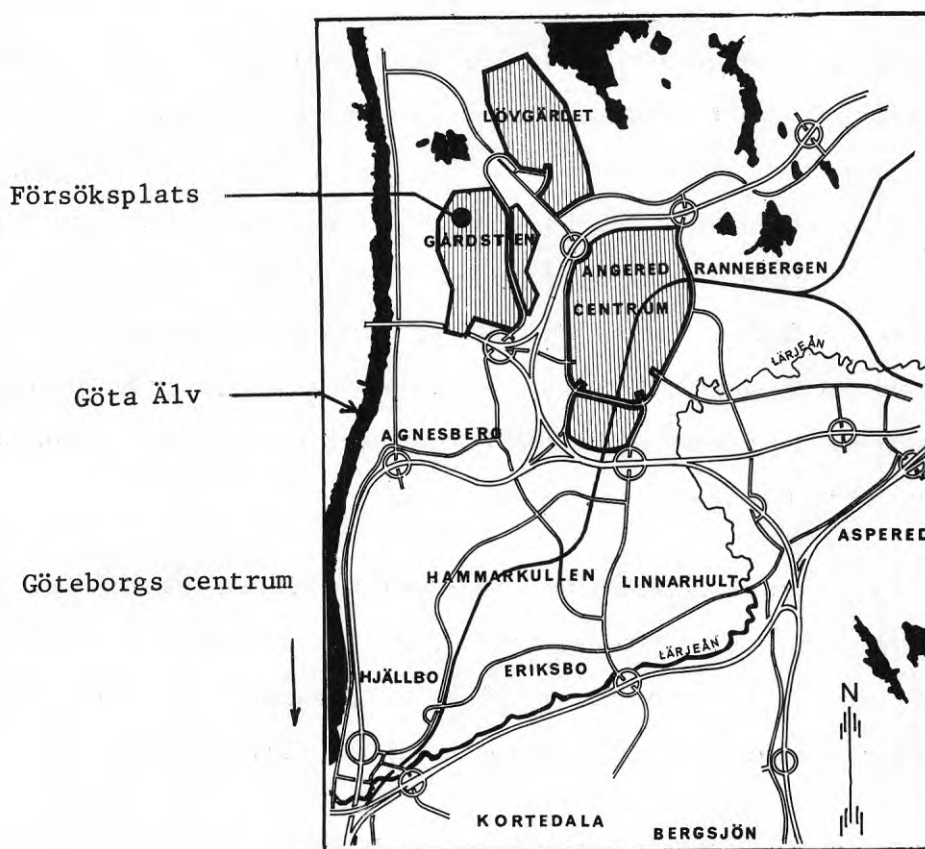 LÖVGÄRDET
Försöksplats
GÅRDSTEN
ANGERED
CENTRUM
RANNEBERGEN
LÄRJEÅN
Göta Älv
AGNESBERG
ASPERED
Göteborgs centrum
HAMMARKULLEN
LINNARHULT
LÄRJEÅN
HJÄLLBO
ERIKSBO
N
KORTEDALA
BERGSJÖN